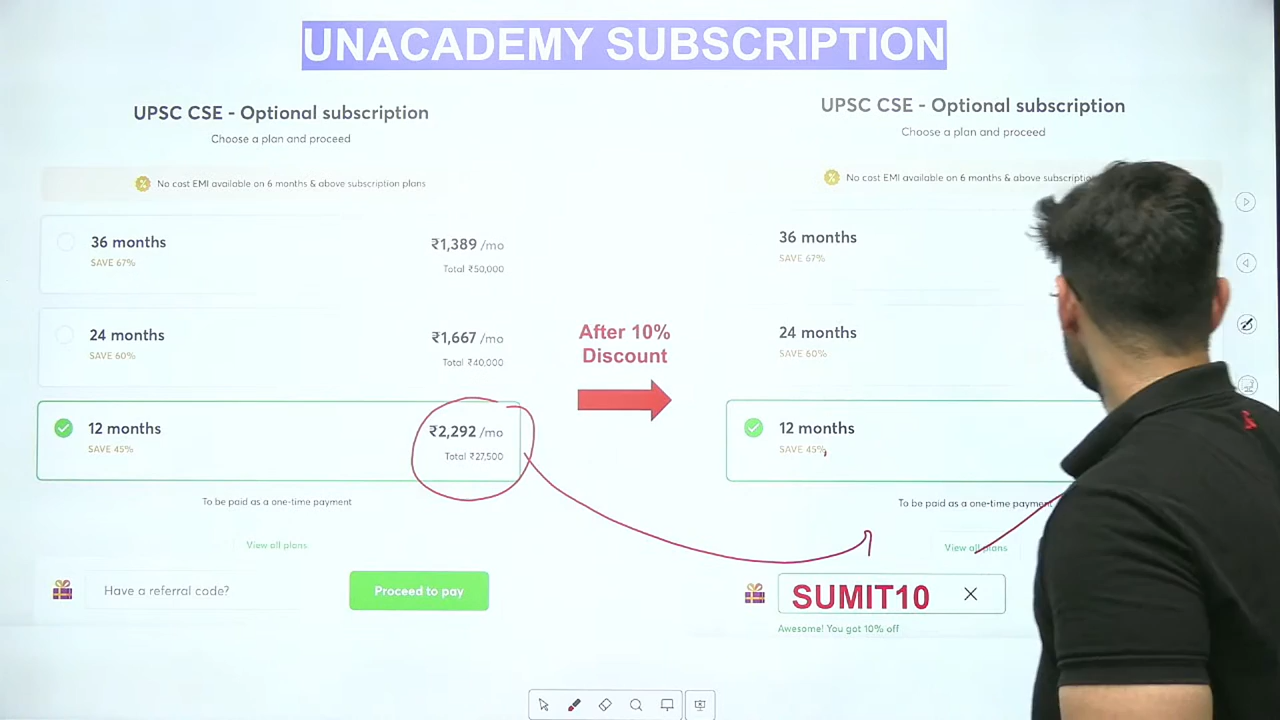 UNACADEMY SUBSCRIPTION
UPSC CSE - Optional subscription
Choose a plan and proceed
No cost EMI available on 6 months & above subscription plans
36 months
SAVE 67%
₹1,389 /mo
Total ₹50,000
24 months
SAVE 60%
₹1,667 /mo
Total ₹40,000
12 months
SAVE 45%
₹2,292 /mo
Total ₹27,500
To be paid as a one-time payment
View all plans
Have a referral code?
Proceed to pay
After 10%
Discount
UPSC CSE - Optional subscription
Choose a plan and proceed
No cost EMI available on 6 months & above subscription
36 months
SAVE 67%
24 months
SAVE 60%
12 months
SAVE 45%
To be paid as a one-time payment
View all plans
SUMIT10
Awesome! You got 10% off